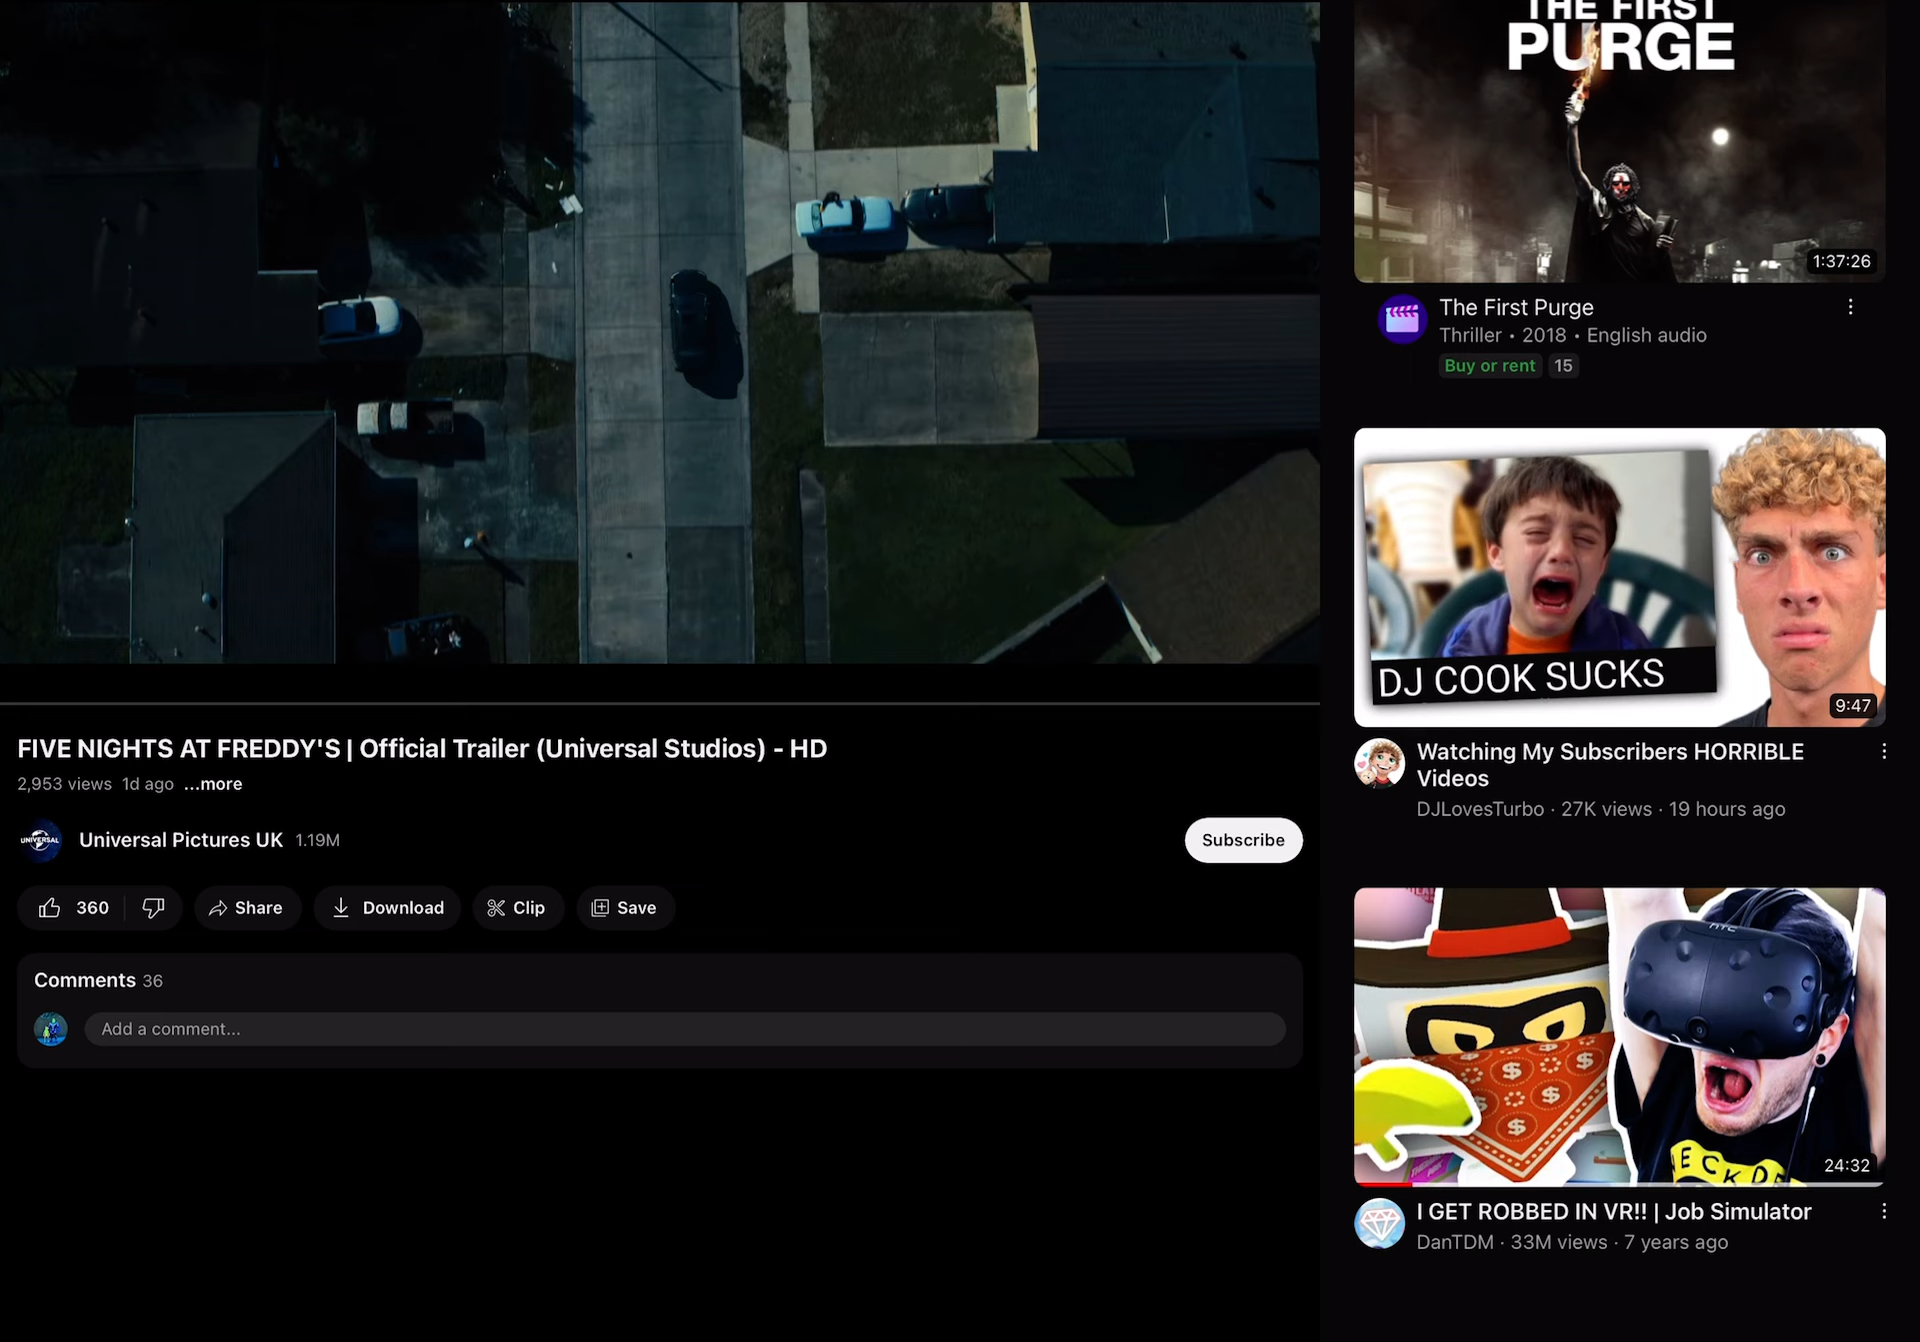 FIVE NIGHTS AT FREDDY'S | Official Trailer (Universal Studios) - HD
2,953 views 1d ago ...more
UNIVERSAL
Universal Pictures UK 1.19M
Subscribe
360
Share
Download
Clip
Save
Comments 36
Add a comment...
THE FIRST
PURGE
1:37:26
The First Purge
Thriller • 2018 • English audio
Buy or rent 15
DJ COOK SUCKS
9:47
Watching My Subscribers HORRIBLE
Videos
DJLovesTurbo · 27K views · 19 hours ago
HTC
ECK DE
24:32
I GET ROBBED IN VR!! | Job Simulator
DanTDM · 33M views · 7 years ago